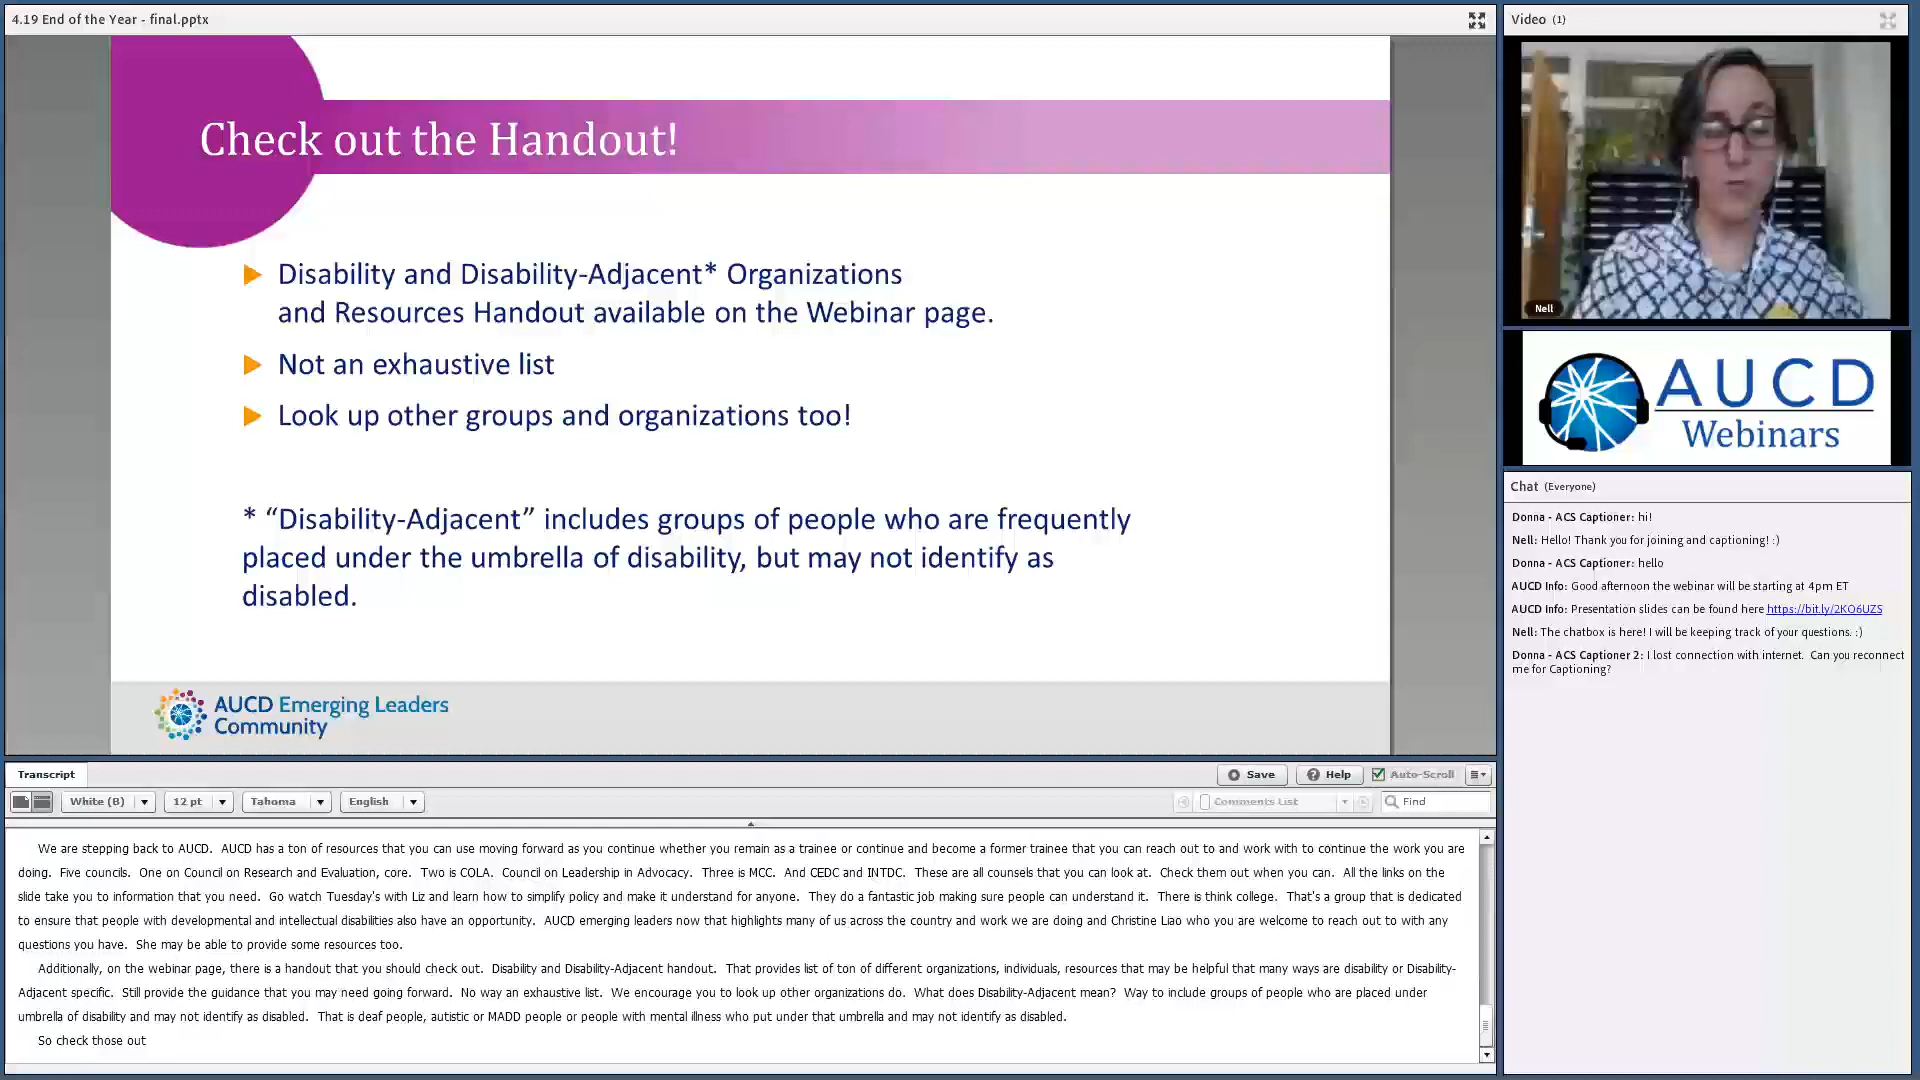 4.19 End of the Year - final.pptx
Check out the Handout!
Disability and Disability-Adjacent* Organizations
and Resources Handout available on the Webinar page.
Not an exhaustive list
Look up other groups and organizations too!
* “Disability-Adjacent” includes groups of people who are frequently
placed under the umbrella of disability, but may not identify as
disabled.
AUCD Emerging Leaders
Community
Video (1)
Nell
AUCD
Webinars
Chat (Everyone)
Donna - ACS Captioner: hi!
Nell: Hello! Thank you for joining and captioning! :)
Donna - ACS Captioner: hello
AUCD Info: Good afternoon the webinar will be starting at 4pm ET
AUCD Info: Presentation slides can be found here https://bit.ly/2KO6UZS
Nell: The chatbox is here! I will be keeping track of your questions. :)
Donna - ACS Captioner 2: I lost connection with internet.  Can you reconnect
me for Captioning?
Transcript
Save
Help
Auto-Scroll
White (B)
12 pt
Tahoma
English
Comments List
Find
We are stepping back to AUCD.  AUCD has a ton of resources that you can use moving forward as you continue whether you remain as a trainee or continue and become a former trainee that you can reach out to and work with to continue the work you are
doing.  Five councils.  One on Council on Research and Evaluation, core.  Two is COLA.  Council on Leadership in Advocacy.  Three is MCC.  And CEDC and INTDC.  These are all counsels that you can look at.  Check them out when you can.  All the links on the
slide take you to information that you need.  Go watch Tuesday's with Liz and learn how to simplify policy and make it understand for anyone.  They do a fantastic job making sure people can understand it.  There is think college.  That's a group that is dedicated
to ensure that people with developmental and intellectual disabilities also have an opportunity.  AUCD emerging leaders now that highlights many of us across the country and work we are doing and Christine Liao who you are welcome to reach out to with any
questions you have.  She may be able to provide some resources too.
Additionally, on the webinar page, there is a handout that you should check out.  Disability and Disability-Adjacent handout.  That provides list of ton of different organizations, individuals, resources that may be helpful that many ways are disability or Disability-
Adjacent specific.  Still provide the guidance that you may need going forward.  No way an exhaustive list.  We encourage you to look up other organizations do.  What does Disability-Adjacent mean?  Way to include groups of people who are placed under
umbrella of disability and may not identify as disabled.  That is deaf people, autistic or MADD people or people with mental illness who put under that umbrella and may not identify as disabled.
So check those out